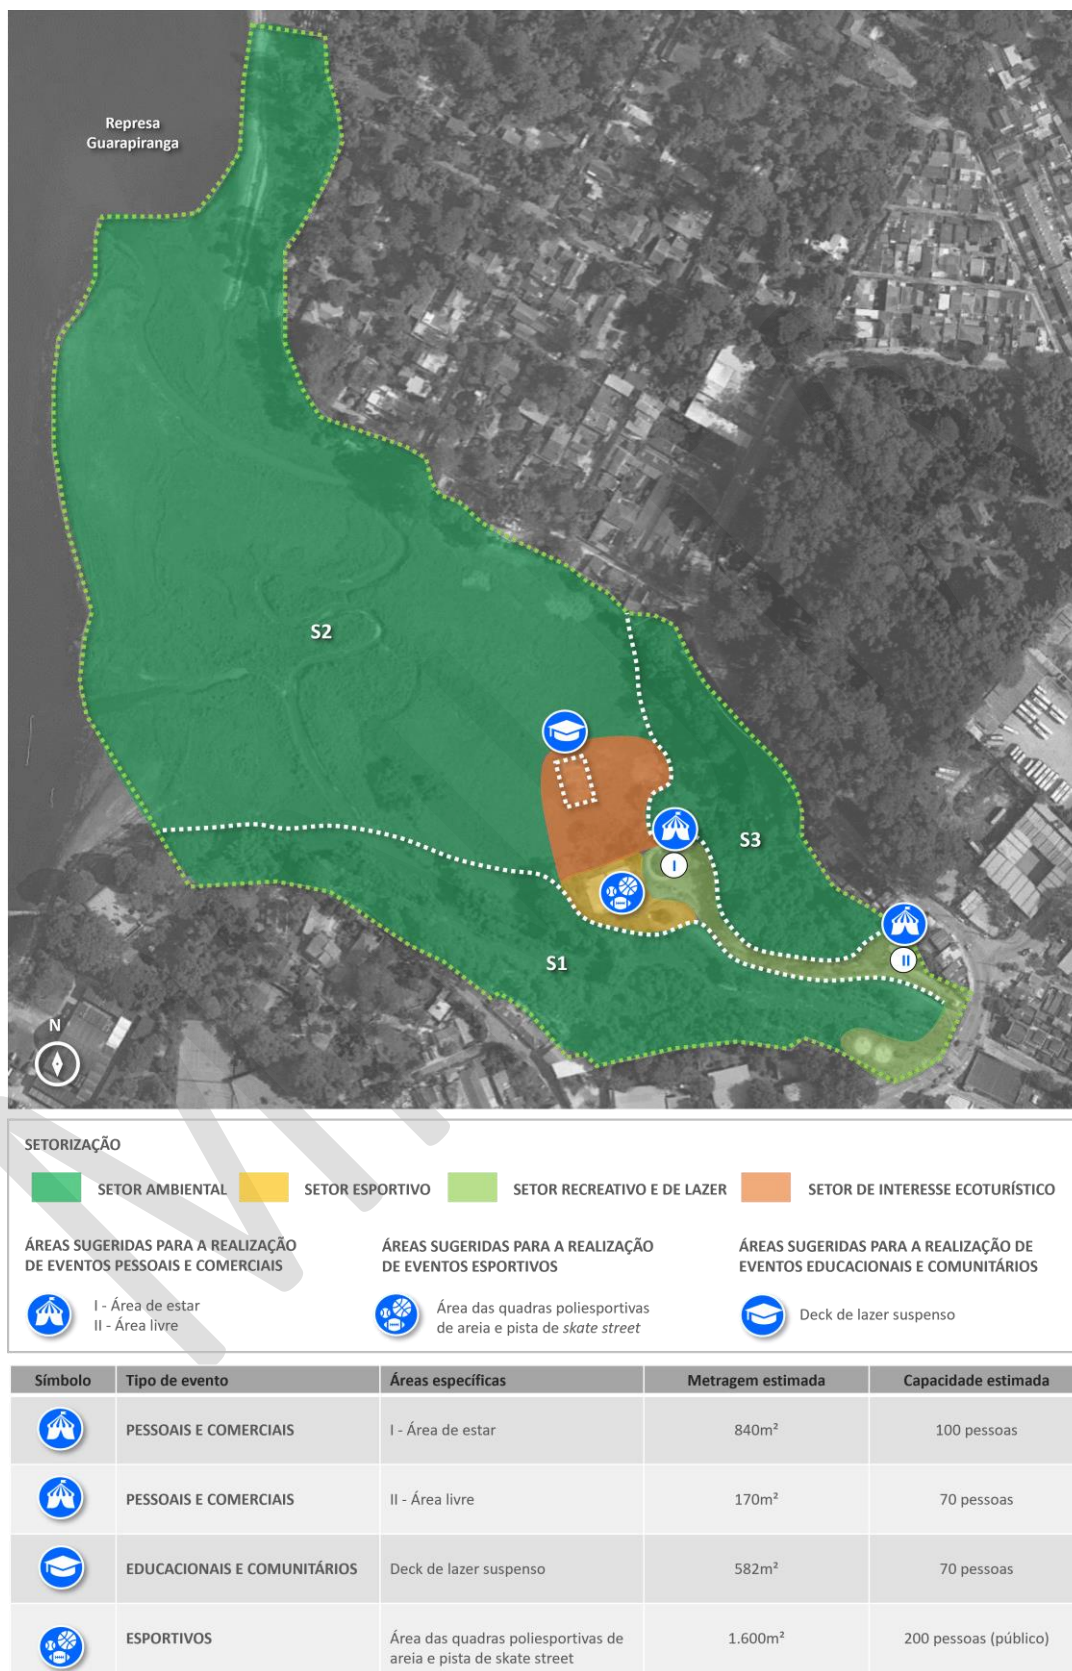 Represa
Guarapiranga
S2
S3
I
II
S1
N
SETORIZAÇÃO
SETOR AMBIENTAL
SETOR ESPORTIVO
SETOR RECREATIVO E DE LAZER
SETOR DE INTERESSE ECOTURÍSTICO
ÁREAS SUGERIDAS PARA A REALIZAÇÃO
DE EVENTOS PESSOAIS E COMERCIAIS
I - Área de estar
II - Área livre
ÁREAS SUGERIDAS PARA A REALIZAÇÃO
DE EVENTOS ESPORTIVOS
Área das quadras poliesportivas
de areia e pista de skate street
ÁREAS SUGERIDAS PARA A REALIZAÇÃO DE
EVENTOS EDUCACIONAIS E COMUNITÁRIOS
Deck de lazer suspenso
Símbolo Tipo de evento Áreas específicas Metragem estimada Capacidade estimada
PESSOAIS E COMERCIAIS I - Área de estar 840m² 100 pessoas
PESSOAIS E COMERCIAIS II - Área livre 170m² 70 pessoas
EDUCACIONAIS E COMUNITÁRIOS Deck de lazer suspenso 582m² 70 pessoas
ESPORTIVOS Área das quadras poliesportivas de 1.600m² 200 pessoas (público)
areia e pista de skate street